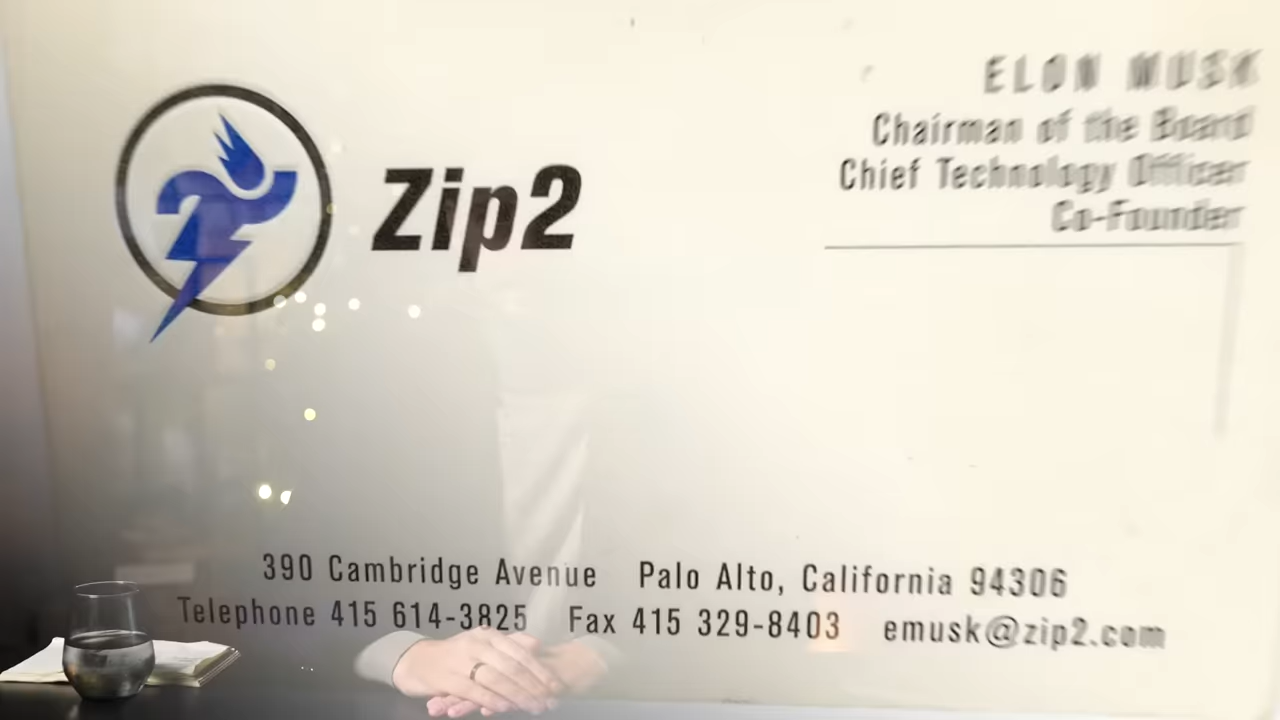 Zip2
ELON MUSK
Chairman of the Board
Chief Technology Officer
Co-Founder
390 Cambridge Avenue Palo Alto, California 94306
Telephone 415 614-3825 Fax 415 329-8403 emusk@zip2.com